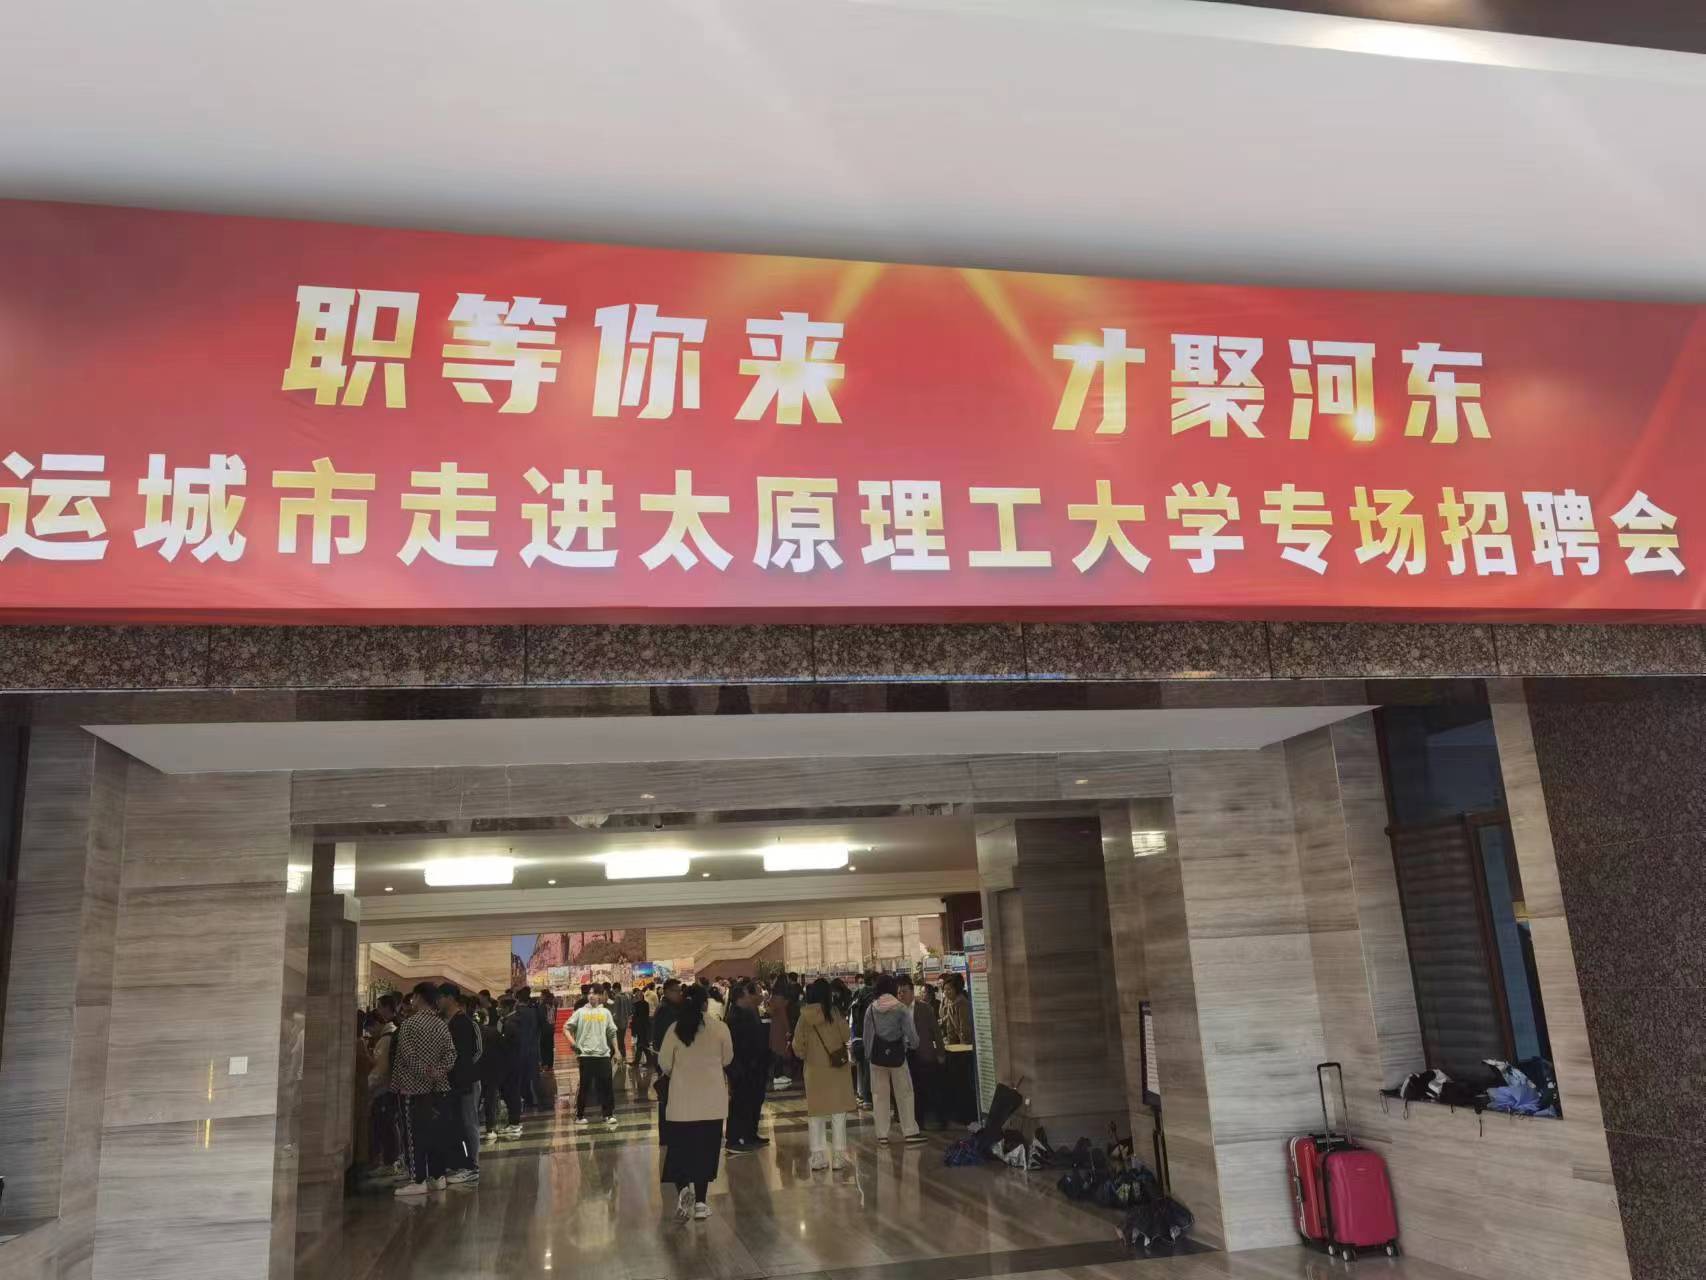 职等你来 才聚河东
运城市走进太原理工大学专场招聘会